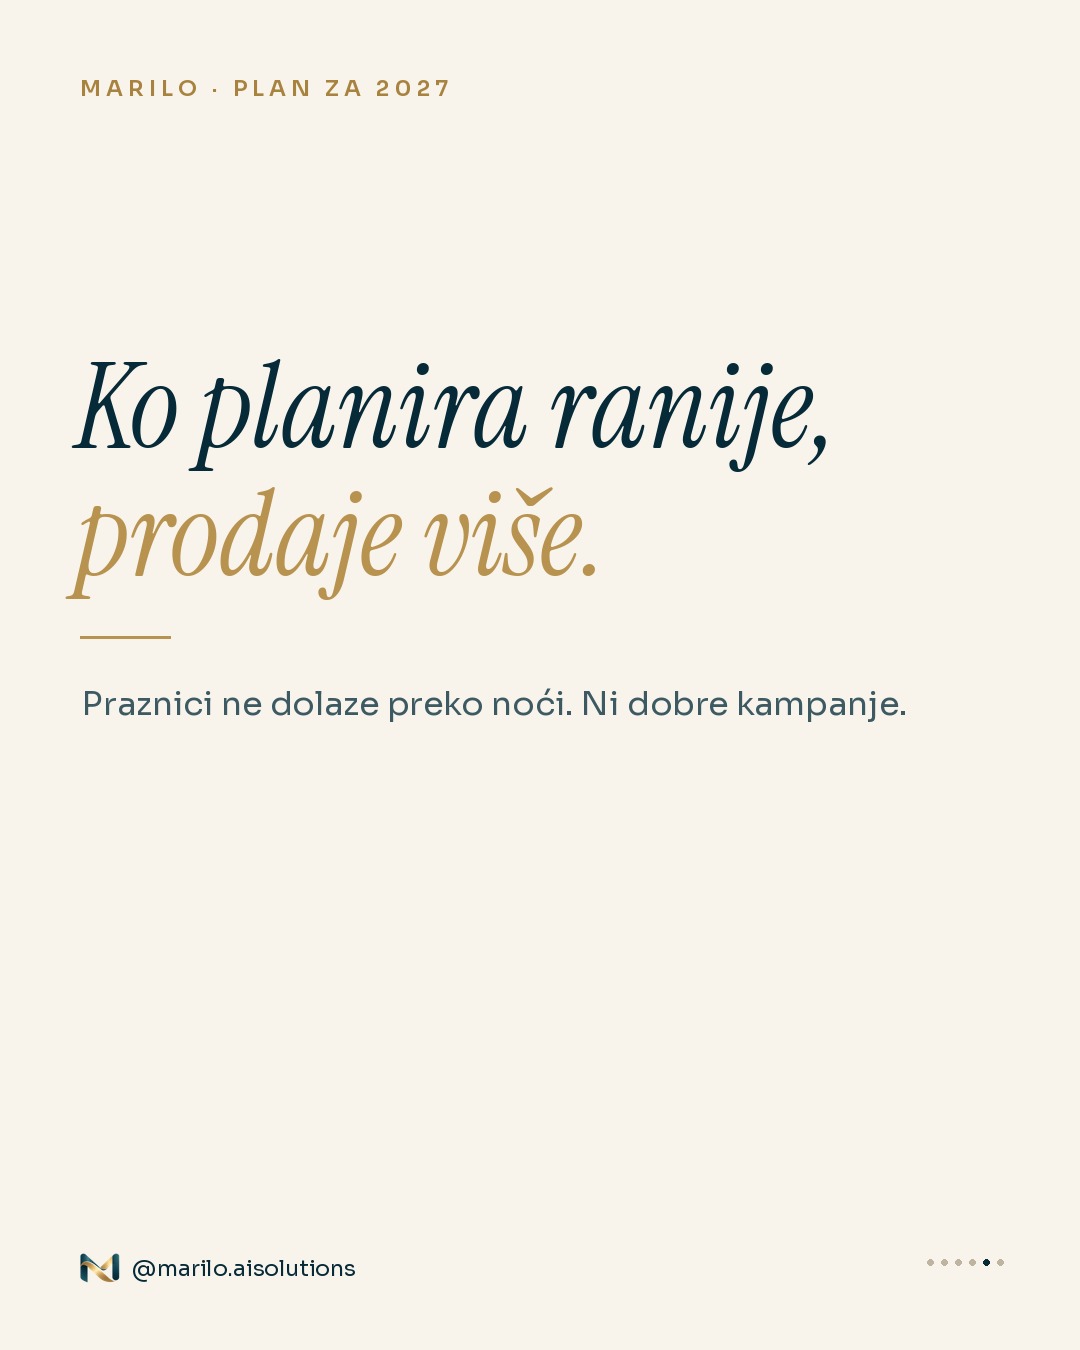 MARILO · PLAN ZA 2027
Ko planira ranije,
prodaje više.
Praznici ne dolaze preko noći. Ni dobre kampanje.
@marilo.aisolutions